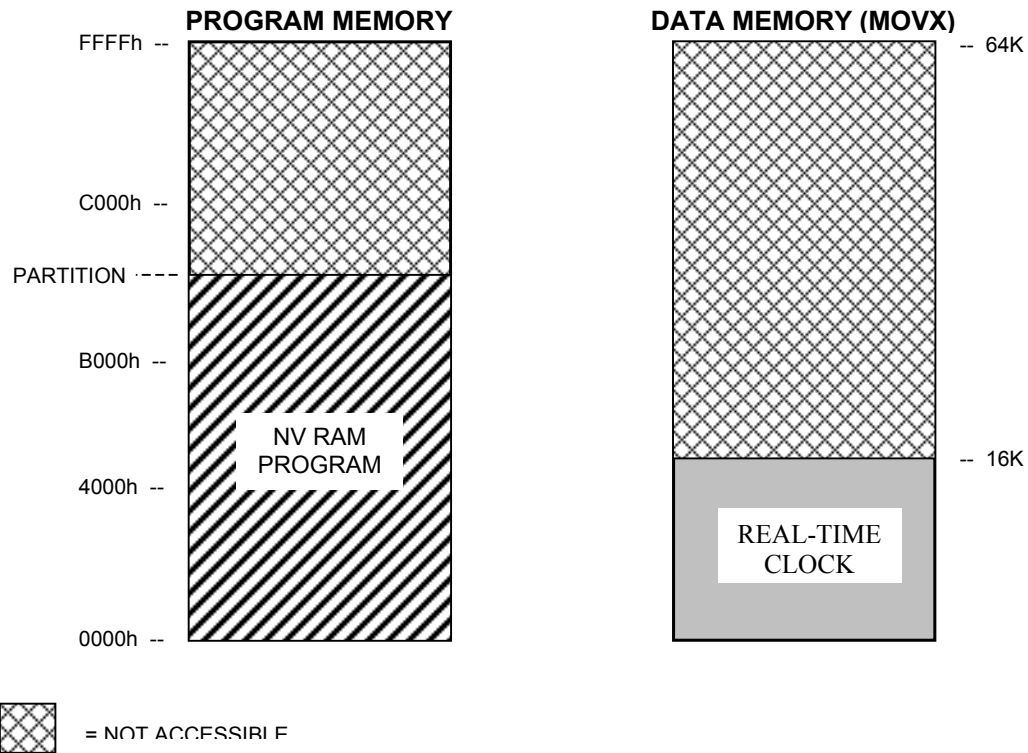 PROGRAM MEMORY
DATA MEMORY (MOVX)
FFFFh --
-- 64K
C000h --
PARTITION ----
B000h --
NV RAM
PROGRAM
-- 16K
4000h --
REAL-TIME
CLOCK
0000h --
= NOT ACCESSIBLE